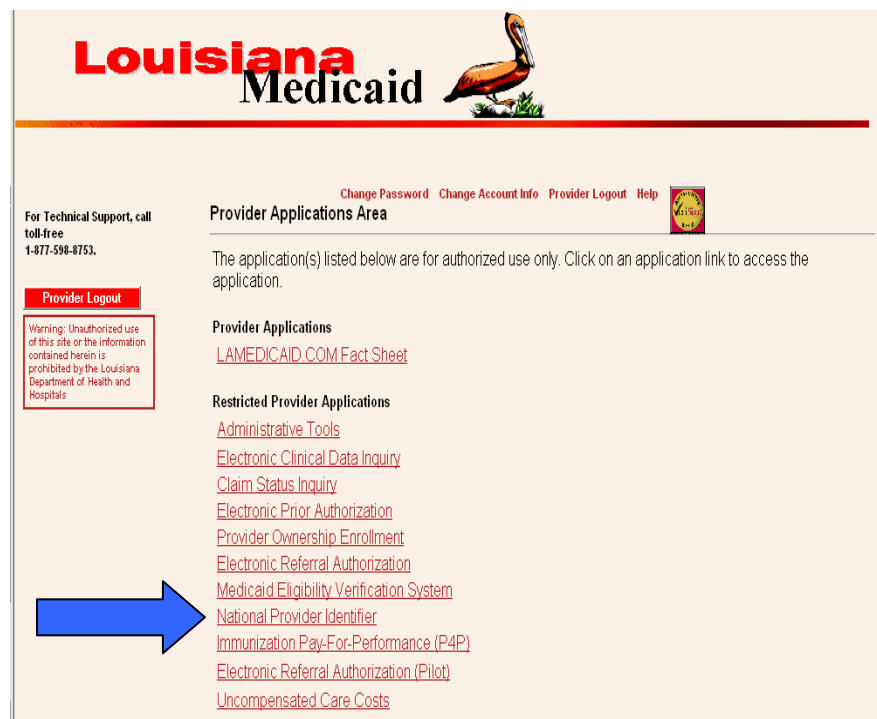 Louisiana
Medicaid
Change Password Change Account Info Provider Logout Help
For Technical Support, call
toll-free
1-877-598-8753.
Provider Logout
Warning: Unauthorized use
of this site or the information
contained herein is
prohibited by the Louisiana
Department of Health and
Hospitals
Provider Applications Area
The application(s) listed below are for authorized use only. Click on an application link to access the
application.
Provider Applications
LAMEDICAID.COM Fact Sheet
Restricted Provider Applications
Administrative Tools
Electronic Clinical Data Inquiry
Claim Status Inquiry
Electronic Prior Authorization
Provider Ownership Enrollment
Electronic Referral Authorization
Medicaid Eligibility Verification System
National Provider Identifier
Immunization Pay-For-Performance (P4P)
Electronic Referral Authorization (Pilot)
Uncompensated Care Costs